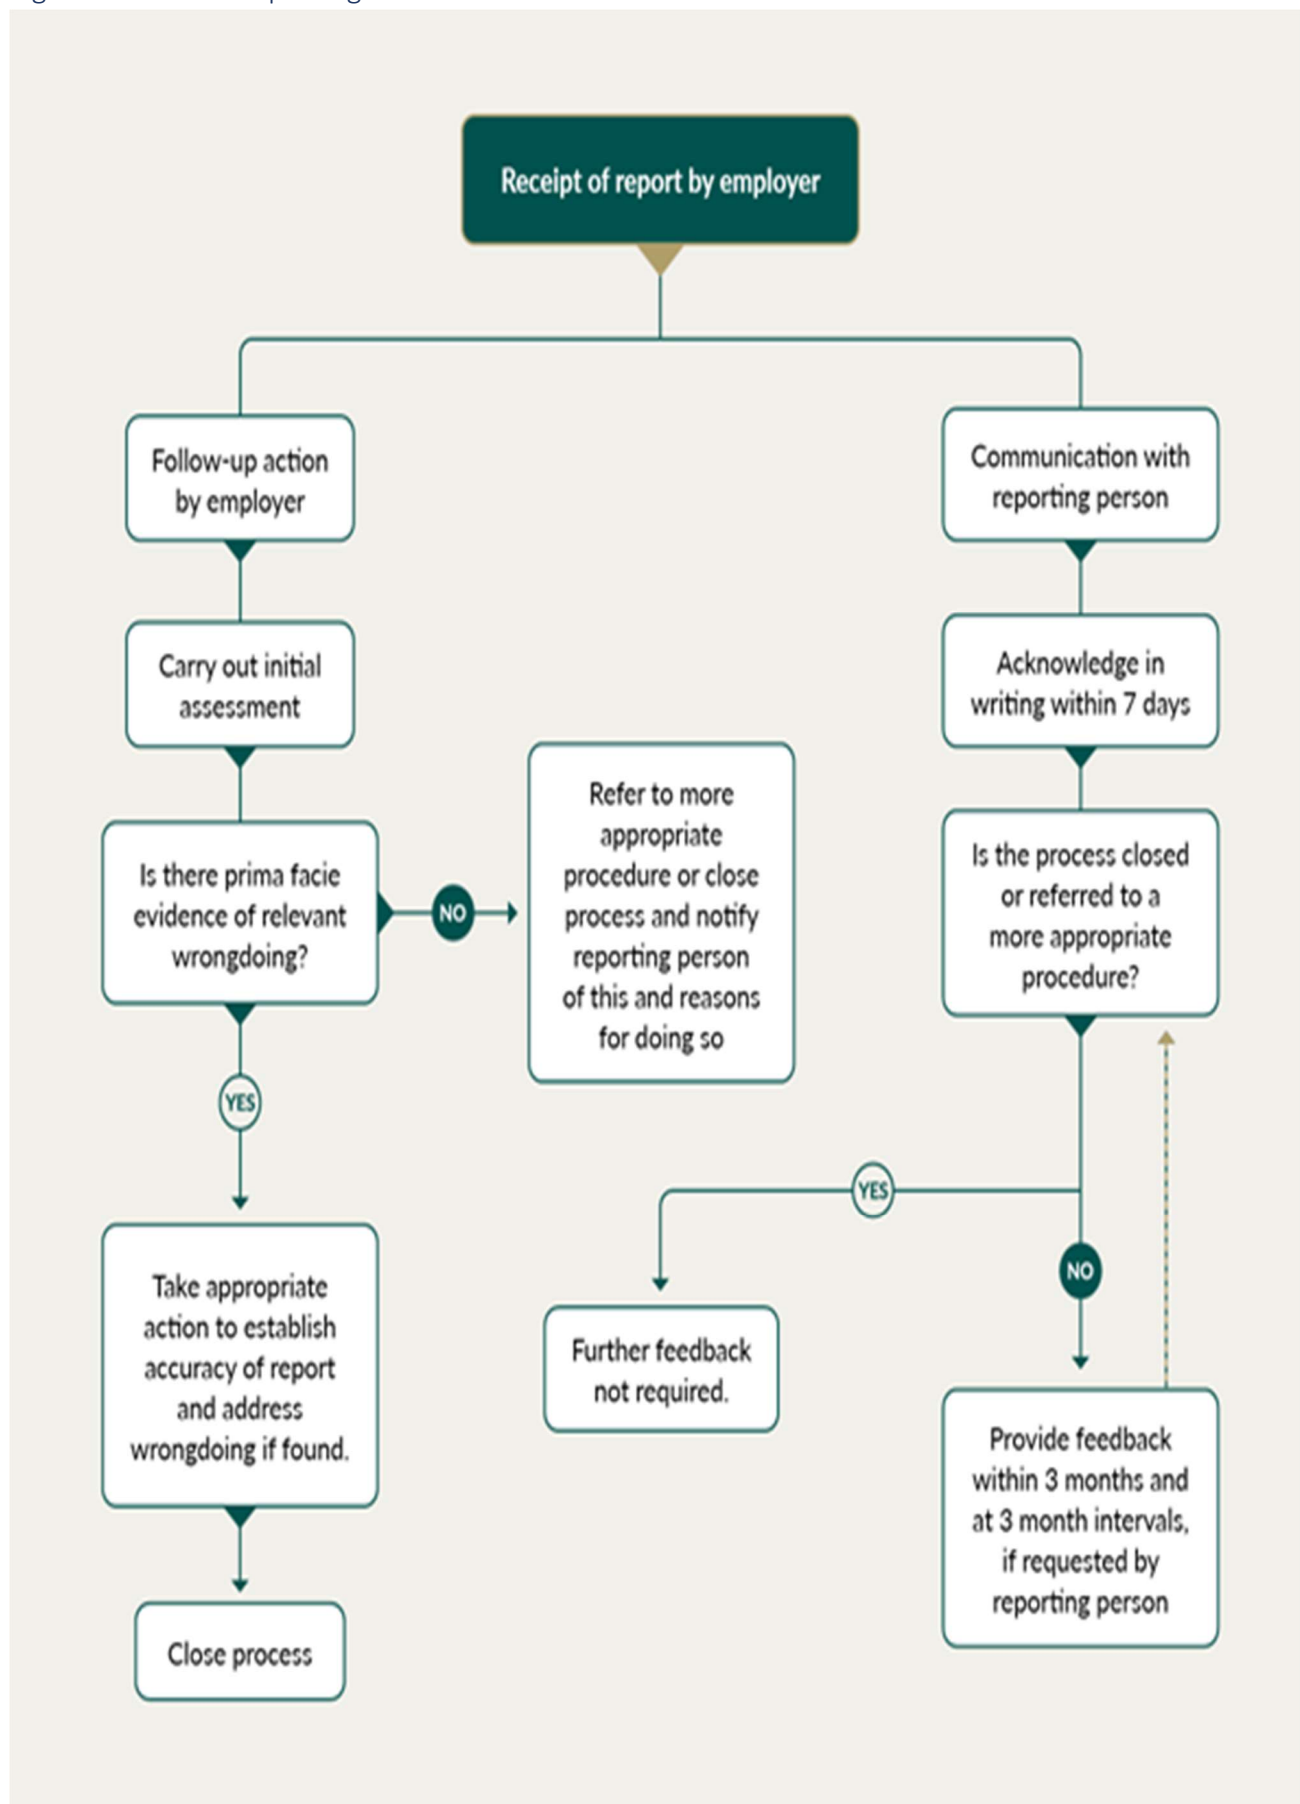 Receipt of report by employer
Follow-up action
by employer
Communication with
reporting person
Carry out initial
assessment
Acknowledge in
writing within 7 days
Is there prima facie
evidence of relevant
wrongdoing?
NO
Refer to more
appropriate
procedure or close
process and notify
reporting person
of this and reasons
for doing so
Is the process closed
or referred to a
more appropriate
procedure?
YES
YES
NO
Take appropriate
action to establish
accuracy of report
and address
wrongdoing if found.
Further feedback
not required.
Provide feedback
within 3 months and
at 3 month intervals,
if requested by
reporting person
Close process